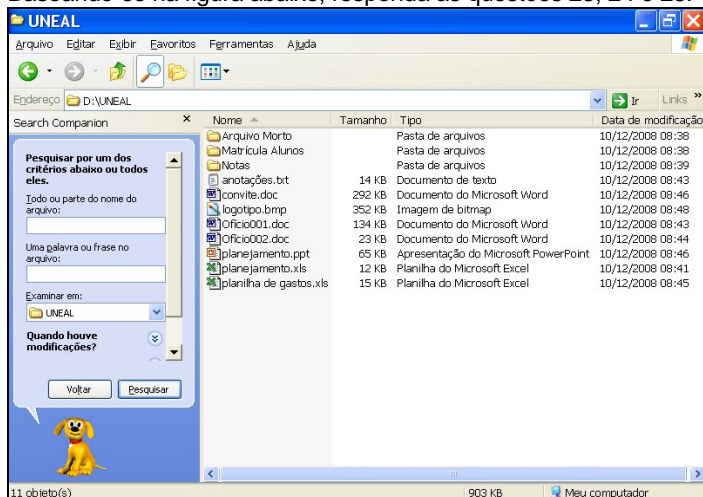 Baseando-se na figura abaixo, responda às questões 23, 24 e 25.
UNEAL
Arquivo Editar Exibir Favoritos Ferramentas Ajuda
Endereço D:\UNEAL Ir Links »
Search Companion ×
Nome Tamanho Tipo Data de modificação
Arquivo Morto Pasta de arquivos 10/12/2008 08:38
Matrícula Alunos Pasta de arquivos 10/12/2008 08:38
Notas Pasta de arquivos 10/12/2008 08:39
anotações.txt 14 KB Documento de texto 10/12/2008 08:43
convite.doc 292 KB Documento do Microsoft Word 10/12/2008 08:46
logotipo.bmp 352 KB Imagem de bitmap 10/12/2008 08:48
Ofício001.doc 134 KB Documento do Microsoft Word 10/12/2008 08:43
Ofício002.doc 23 KB Documento do Microsoft Word 10/12/2008 08:44
planejamento.ppt 65 KB Apresentação do Microsoft PowerPoint 10/12/2008 08:46
planejamento.xls 12 KB Planilha do Microsoft Excel 10/12/2008 08:41
planilha de gastos.xls 15 KB Planilha do Microsoft Excel 10/12/2008 08:45
Pesquisar por um dos
critérios abaixo ou todos
eles.
Todo ou parte do nome do
arquivo:
Uma palavra ou frase no
arquivo:
Examinar em:
UNEAL
Quando houve
modificações?
Voltar Pesquisar
11 objeto(s) 903 KB Meu computador